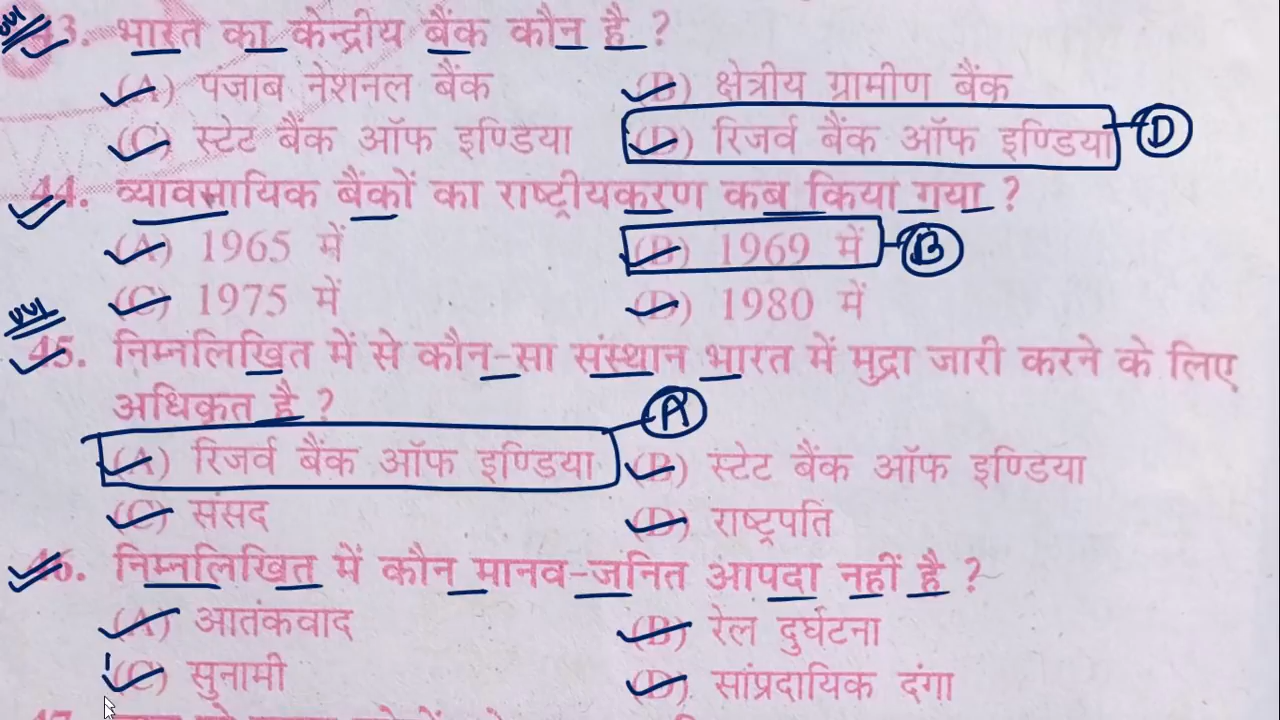 43. भारत का केन्द्रीय बैंक कौन है ?
(A) पंजाब नेशनल बैंक (B) क्षेत्रीय ग्रामीण बैंक
(C) स्टेट बैंक ऑफ इण्डिया (D) रिजर्व बैंक ऑफ इण्डिया D
44. व्यावसायिक बैंकों का राष्ट्रीयकरण कब किया गया ?
(A) 1965 में (B) 1969 में B
(C) 1975 में (D) 1980 में
45. निम्नलिखित में से कौन-सा संस्थान भारत में मुद्रा जारी करने के लिए
अधिकृत है ? A
(A) रिजर्व बैंक ऑफ इण्डिया (B) स्टेट बैंक ऑफ इण्डिया
(C) संसद (D) राष्ट्रपति
46. निम्नलिखित में कौन मानव-जनित आपदा नहीं है ?
(A) आतंकवाद (B) रेल दुर्घटना
(C) सुनामी (D) सांप्रदायिक दंगा